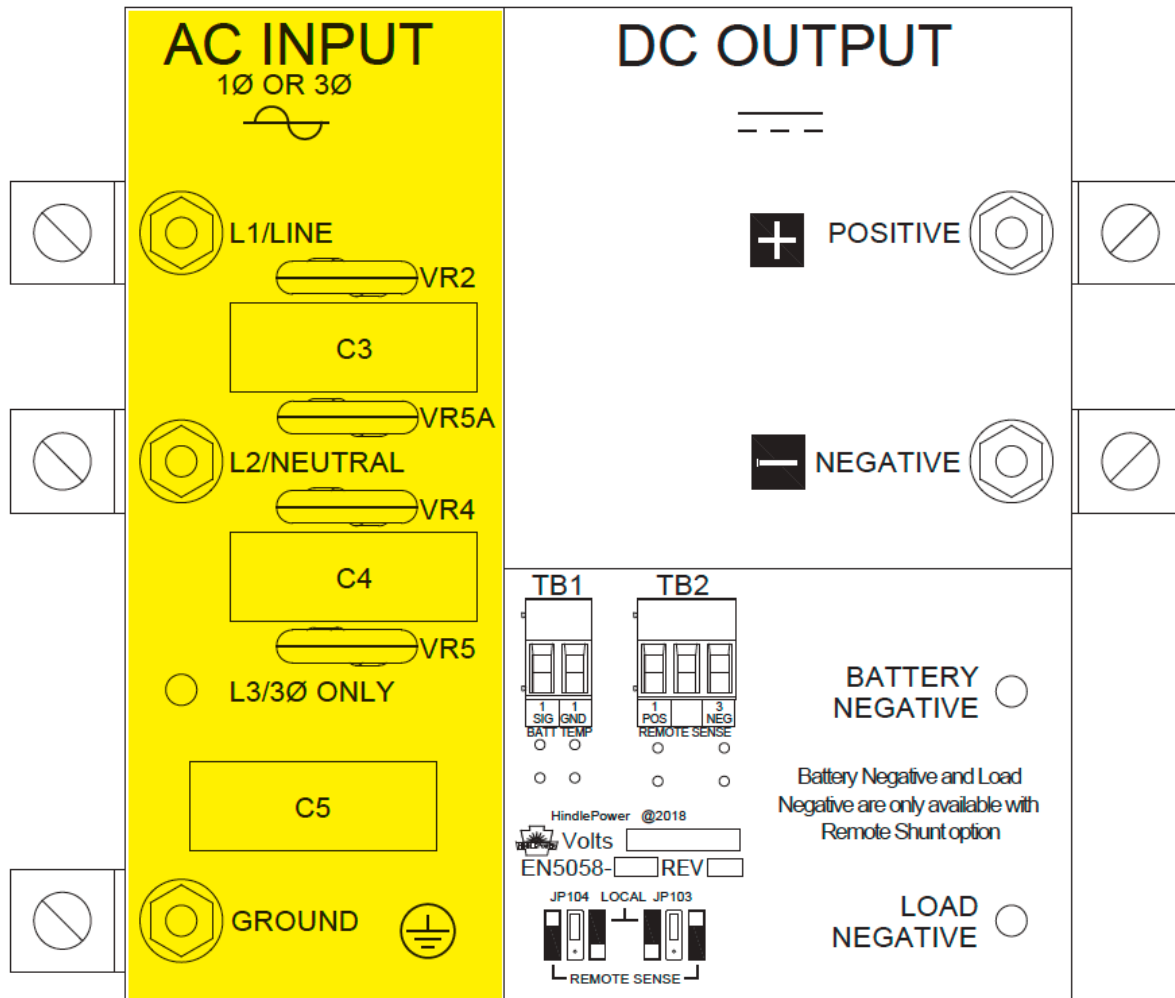 AC INPUT
1Ø OR 3Ø
L1/LINE
VR2
C3
VR5A
L2/NEUTRAL
VR4
C4
VR5
L3/3Ø ONLY
C5
GROUND
DC OUTPUT
POSITIVE
NEGATIVE
TB1
TB2
1 1
SIG GND
BATT TEMP
1 3
POS NEG
REMOTE SENSE
BATTERY
NEGATIVE
Battery Negative and Load
Negative are only available with
Remote Shunt option
HindlePower @2018
Volts
EN5058- REV
JP104 LOCAL JP103
REMOTE SENSE
LOAD
NEGATIVE